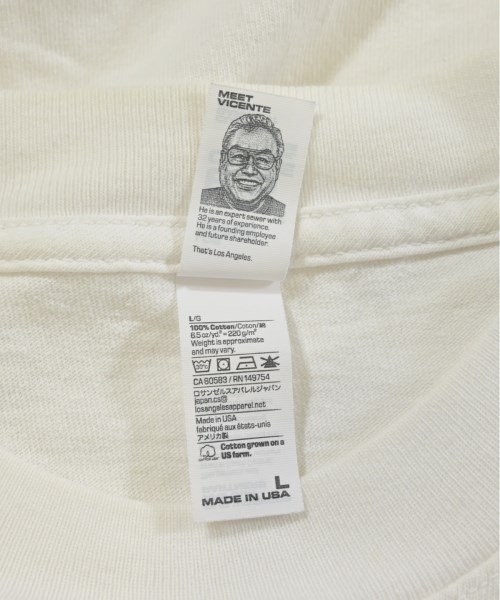 MEET
VICENTE
He is an expert sewer with
32 years of experience.
He is a founding employee
and future shareholder.
That's Los Angeles.
L/G
100% Cotton/Coton/綿
6.5 oz/yd.² ~ 220 g/m²
Weight is approximate
and may vary.
30°
CA 60583 / RN 149754
ロサンゼルスアパレルジャパン
japan.cs@
losangelesapparel.net
Made in USA
fabriqué aux états-unis
アメリカ製
Cotton grown on a
US farm.
L
MADE IN USA